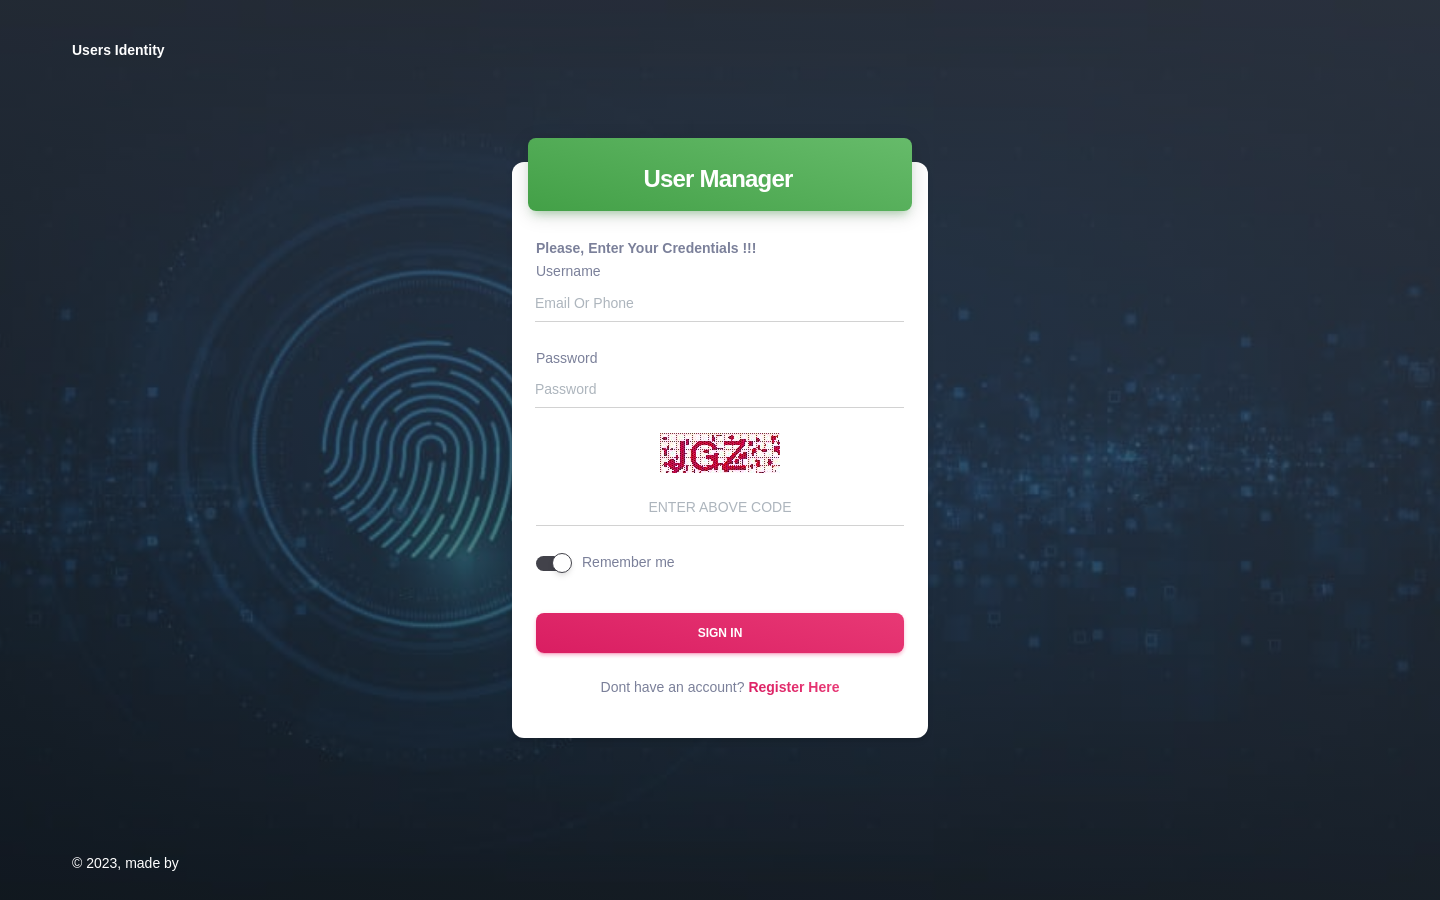 Users Identity
User Manager
Please, Enter Your Credentials !!!
Username
Email Or Phone
Password
Password
JGZ
ENTER ABOVE CODE
Remember me
SIGN IN
Dont have an account? Register Here
© 2023, made by